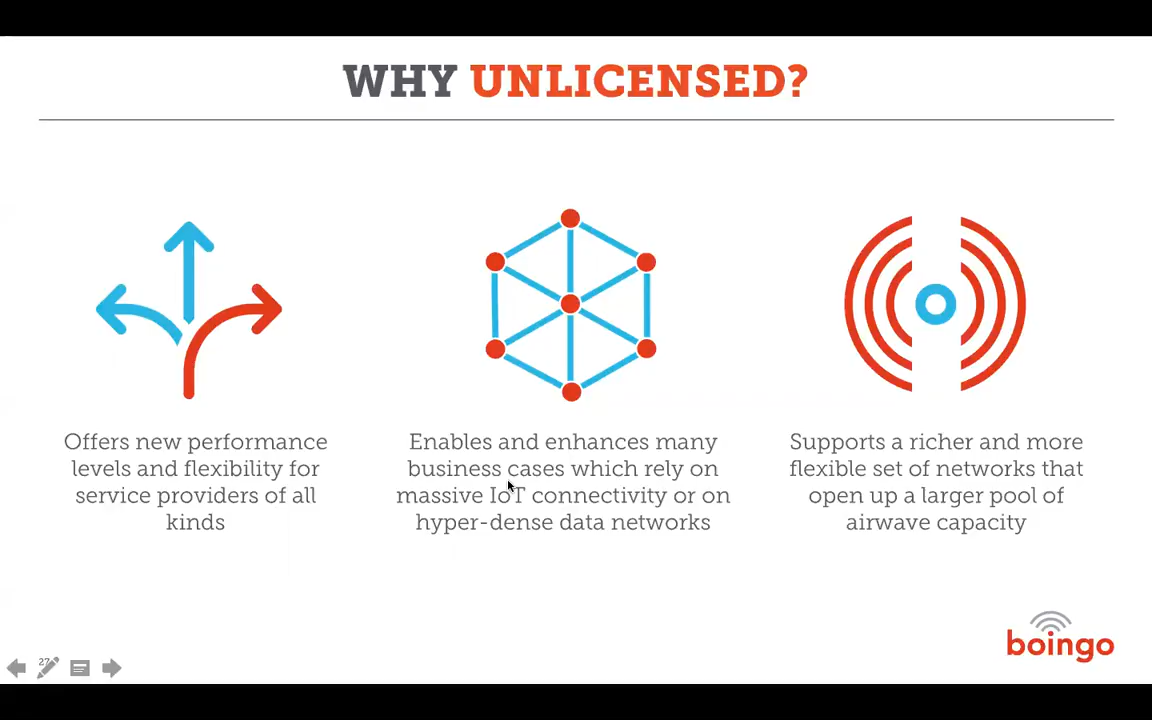 WHY UNLICENSED?
Offers new performance
levels and flexibility for
service providers of all
kinds
Enables and enhances many
business cases which rely on
massive IoT connectivity or on
hyper-dense data networks
Supports a richer and more
flexible set of networks that
open up a larger pool of
airwave capacity
boingo
27